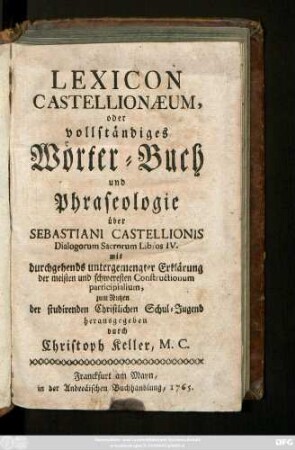 LEXICON
CASTELLIONÆUM,
oder
vollständiges
Wörter-Buch
und
Phraseologie
über
SEBASTIANI CASTELLIONIS
Dialogorum Sacrorum Libros IV.
mit
durchgehends untergemengter Erklärung
der meisten und schweresten Constructionum
participialium,
zum Nutzen
der studirenden Christlichen Schul-Jugend
herausgegeben
durch
Christoph Keller, M. C.
Franckfurt am Mayn,
in der Andreäischen Buchhandlung, 1765.